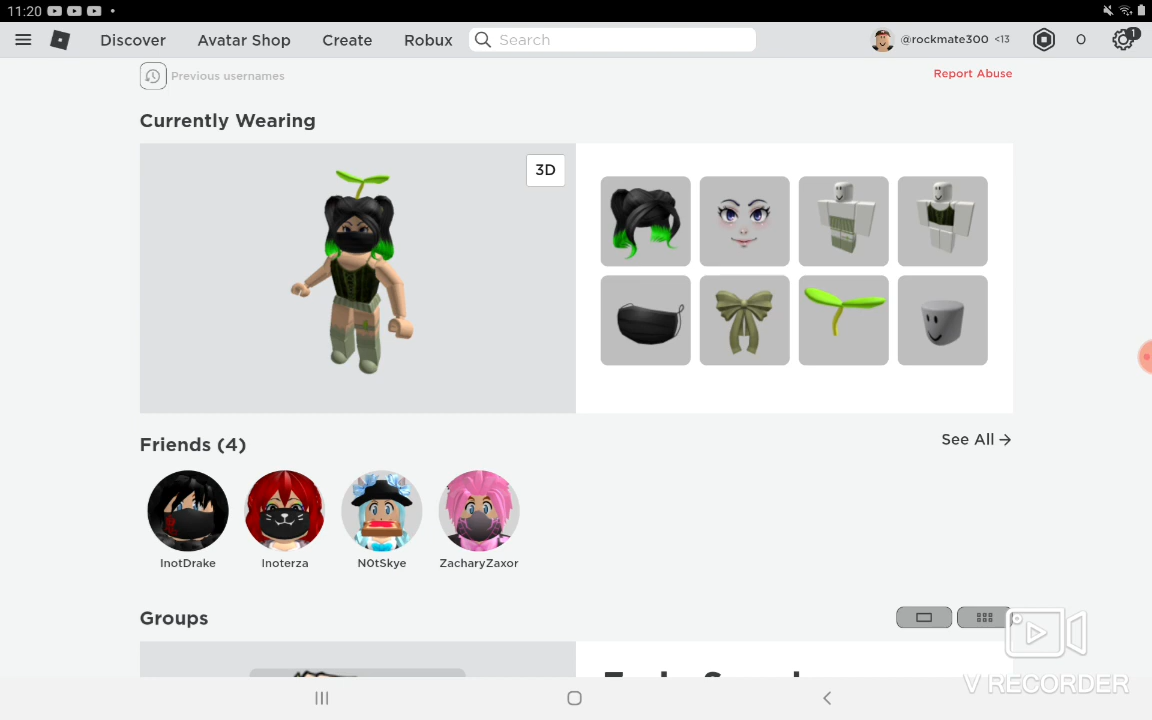 11:20
Discover Avatar Shop Create Robux Search @rockmate300 <13 0 1
Previous usernames Report Abuse
Currently Wearing
3D
Friends (4) See All →
InotDrake Inoterza N0tSkye ZacharyZaxor
Groups
V RECORDER